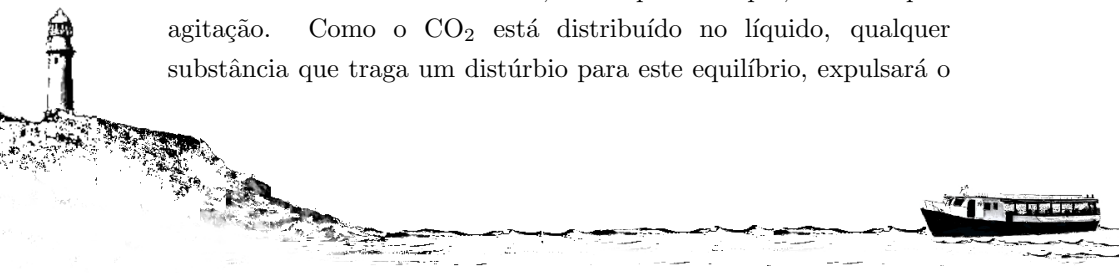 agitação. Como o CO₂ está distribuído no líquido, qualquer
substância que traga um distúrbio para este equilíbrio, expulsará o